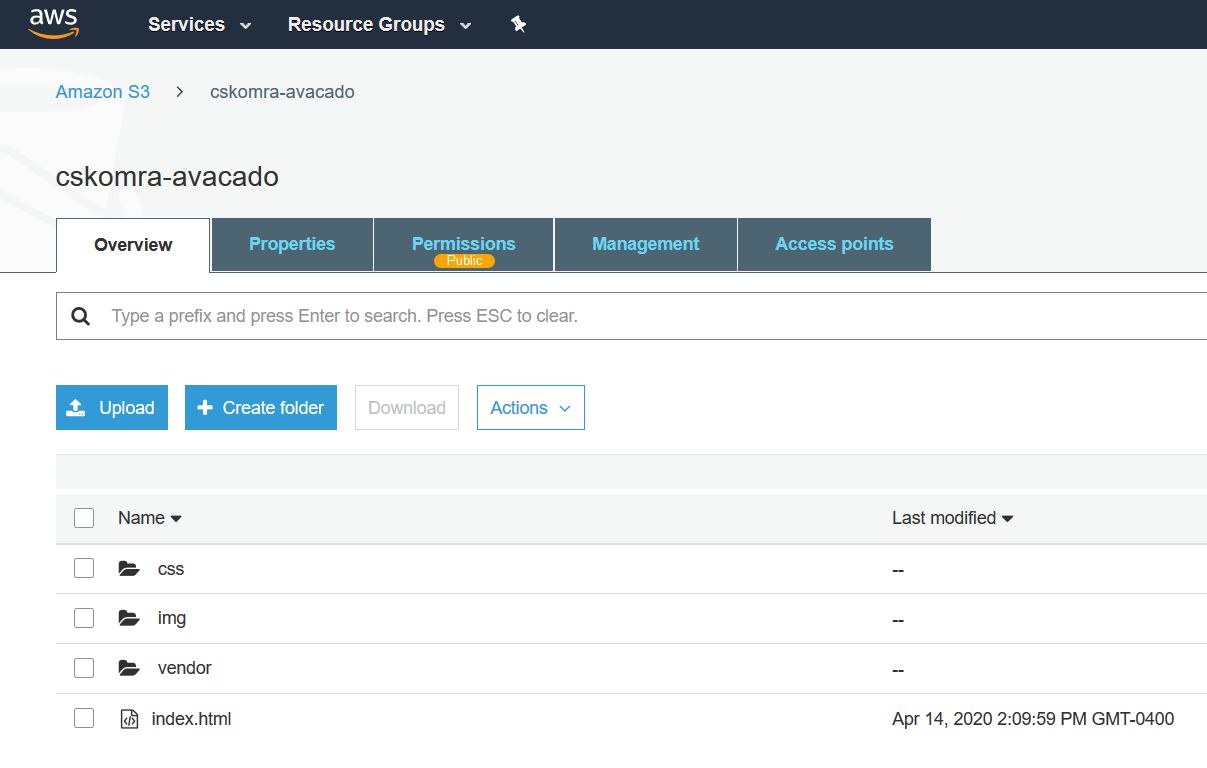 aws Services Resource Groups
Amazon S3 > cskomra-avacado
cskomra-avacado
Overview Properties Permissions Management Access points
Public
Type a prefix and press Enter to search. Press ESC to clear.
Upload Create folder Download Actions
Name Last modified
css --
img --
vendor --
index.html Apr 14, 2020 2:09:59 PM GMT-0400